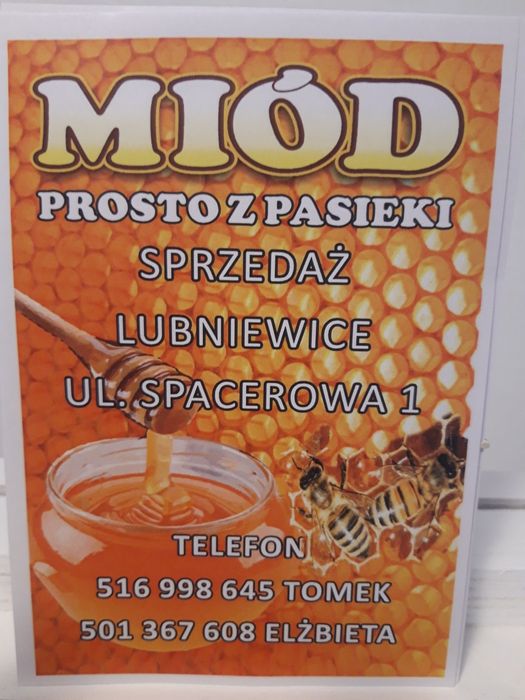 MIÓD
PROSTO Z PASIEKI
SPRZEDAŻ
LUBNIEWICE
UL. SPACEROWA 1
TELEFON
516 998 645 TOMEK
501 367 608 ELŻBIETA